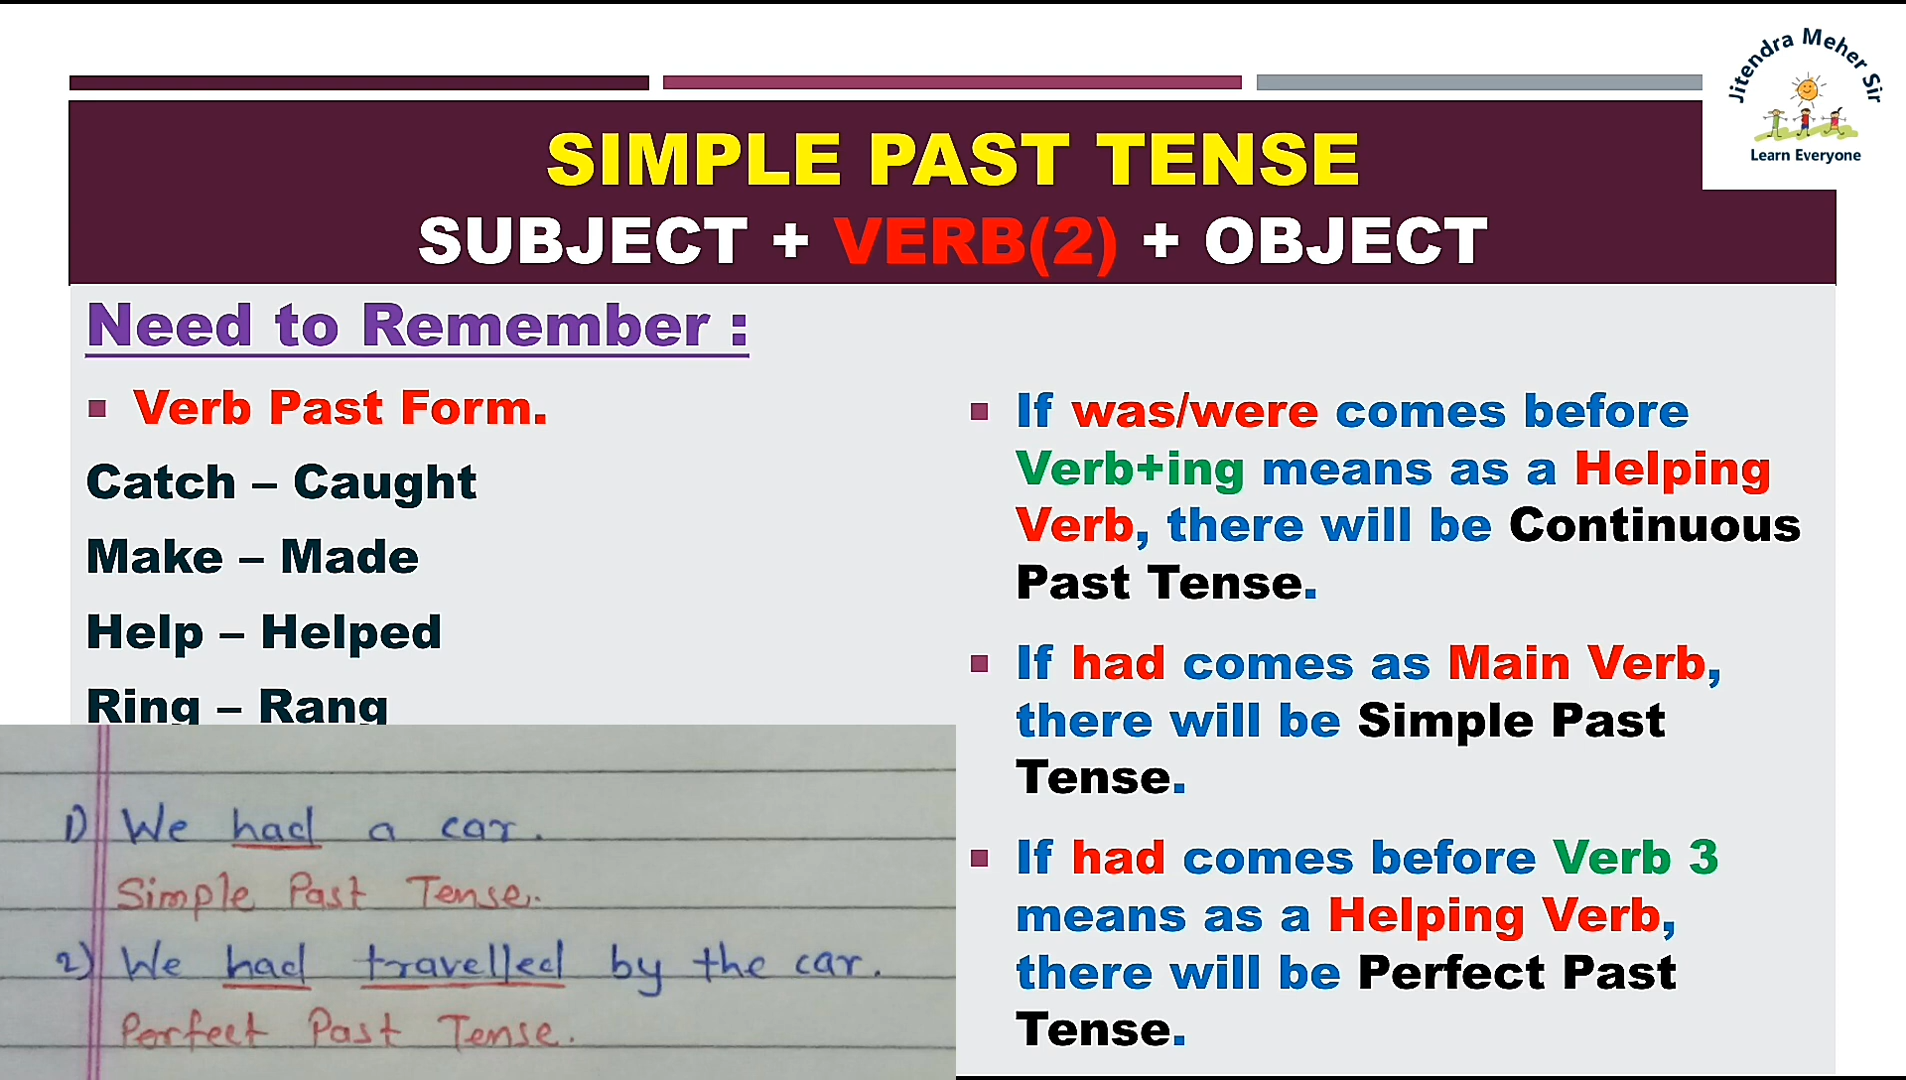 Jitendra Meher Sir
Learn Everyone
SIMPLE PAST TENSE
SUBJECT + VERB(2) + OBJECT
Need to Remember :
Verb Past Form.
Catch – Caught
Make – Made
Help – Helped
Ring – Rang
1) We had a car.
Simple Past Tense.
2) We had travelled by the car.
Perfect Past Tense.
If was/were comes before
Verb+ing means as a Helping
Verb, there will be Continuous
Past Tense.
If had comes as Main Verb,
there will be Simple Past
Tense.
If had comes before Verb 3
means as a Helping Verb,
there will be Perfect Past
Tense.